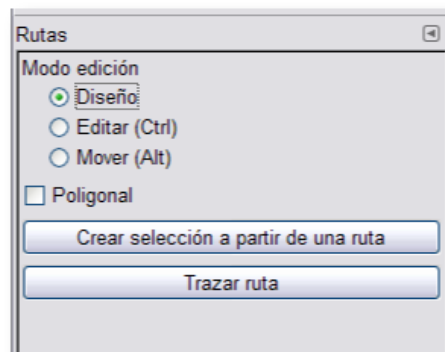 Rutas
Modo edición
Diseño
Editar (Ctrl)
Mover (Alt)
Poligonal
Crear selección a partir de una ruta
Trazar ruta